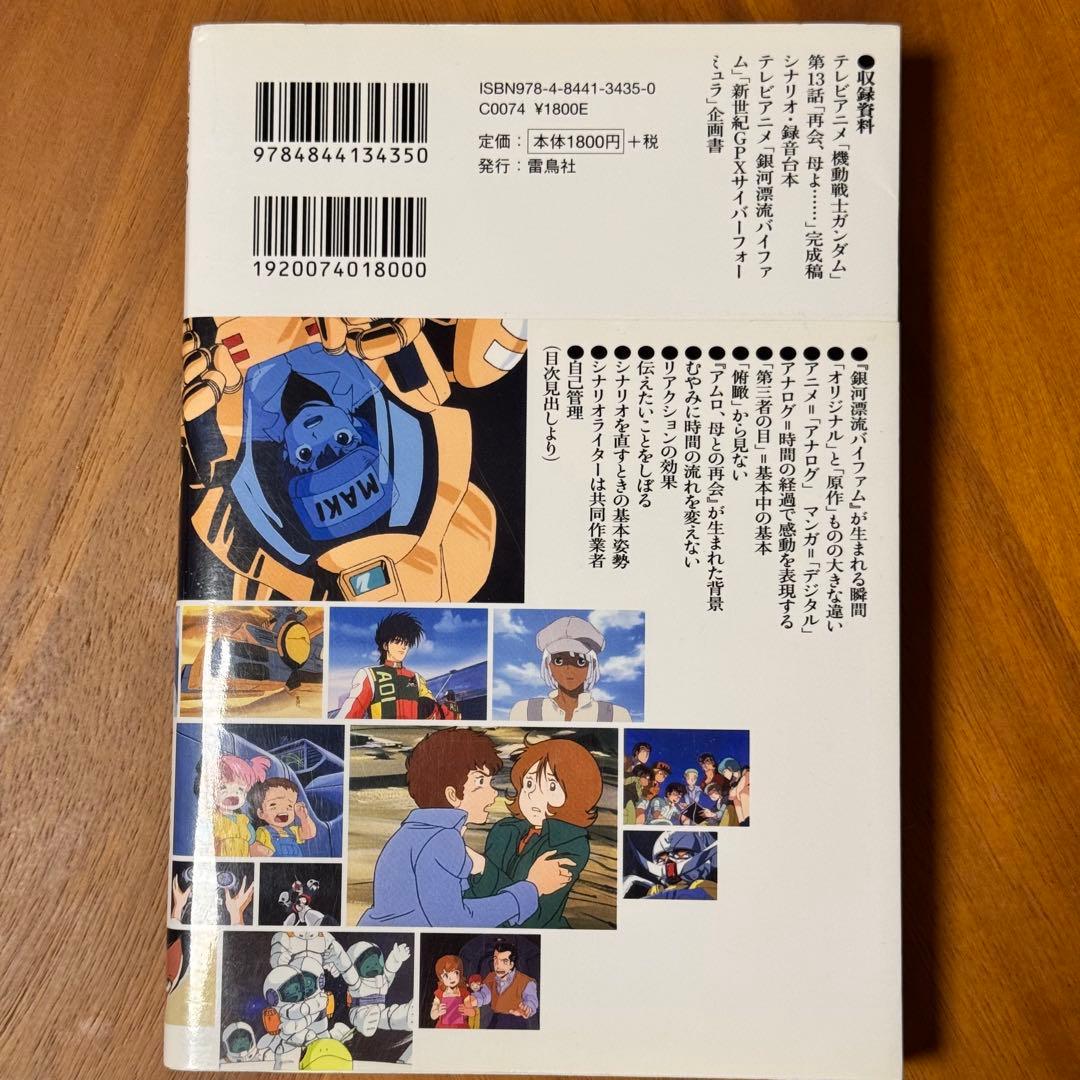 9784844134350
1920074018000
ISBN978-4-8441-3435-0
C0074 ¥1800E
定価：本体1800円+税
発行：雷鳥社
●収録資料
テレビアニメ「機動戦士ガンダム」
第13話「再会、母よ……」完成稿
シナリオ・録音台本
テレビアニメ「銀河漂流バイファ
ム」「新世紀GPXサイバーフォー
ミュラ」企画書
●『銀河漂流バイファム』が生まれる瞬間
●「オリジナル」と「原作」ものの大きな違い
●アニメ=「アナログ」 マンガ=「デジタル」
●アナログ=時間の経過で感動を表現する
●「第三者の目」=基本中の基本
●「俯瞰」から見ない
●『アムロ、母との再会』が生まれた背景
●むやみに時間の流れを変えない
●リアクションの効果
●伝えたいことをしぼる
●シナリオを直すときの基本姿勢
●シナリオライターは共同作業者
●自己管理
(目次見出しより)
MAKI
AOI